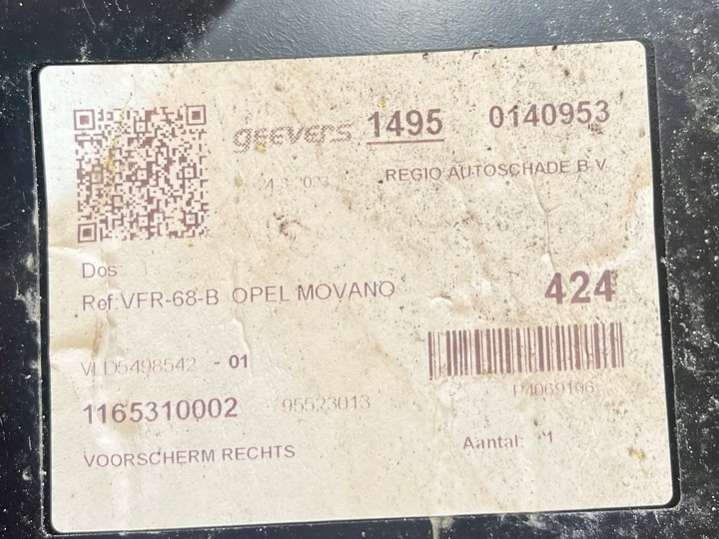 geevers 1495 0140953
REGIO AUTOSCHADE B.V.
Dos
Ref:VFR-68-B OPEL MOVANO 424
VLD5498542 - 01
P4069106
1165310002 95523013
Aantal: 1
VOORSCHERM RECHTS